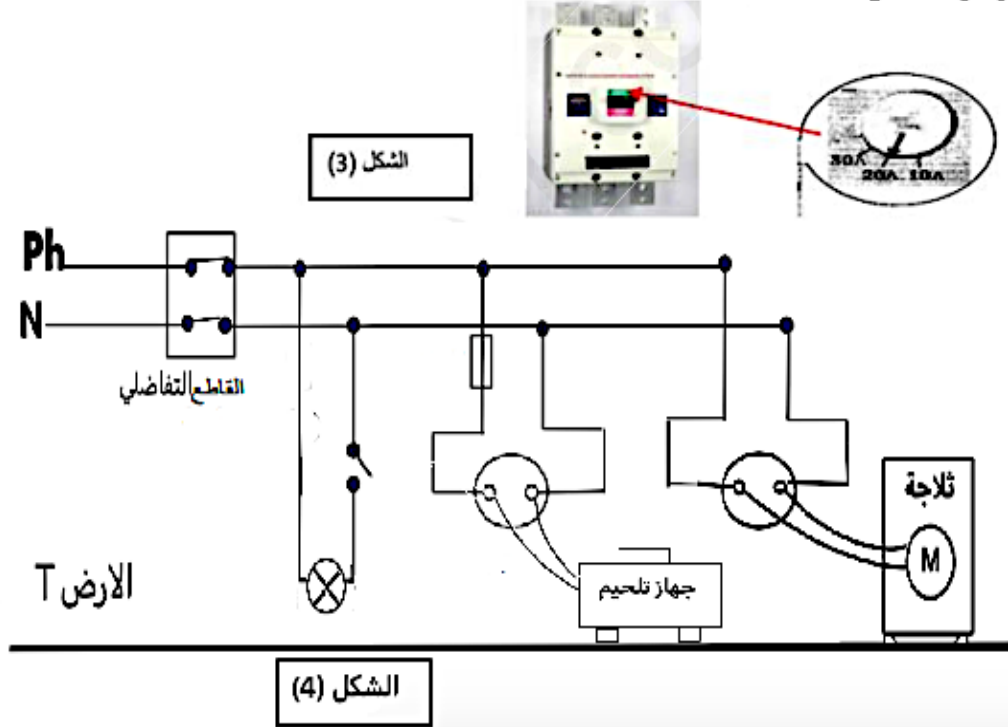 الشكل (3)
30A
20A. 10A
Ph
N
القاطع التفاضلي
ثلاجة
M
جهاز تلحيم
الارض T
الشكل (4)